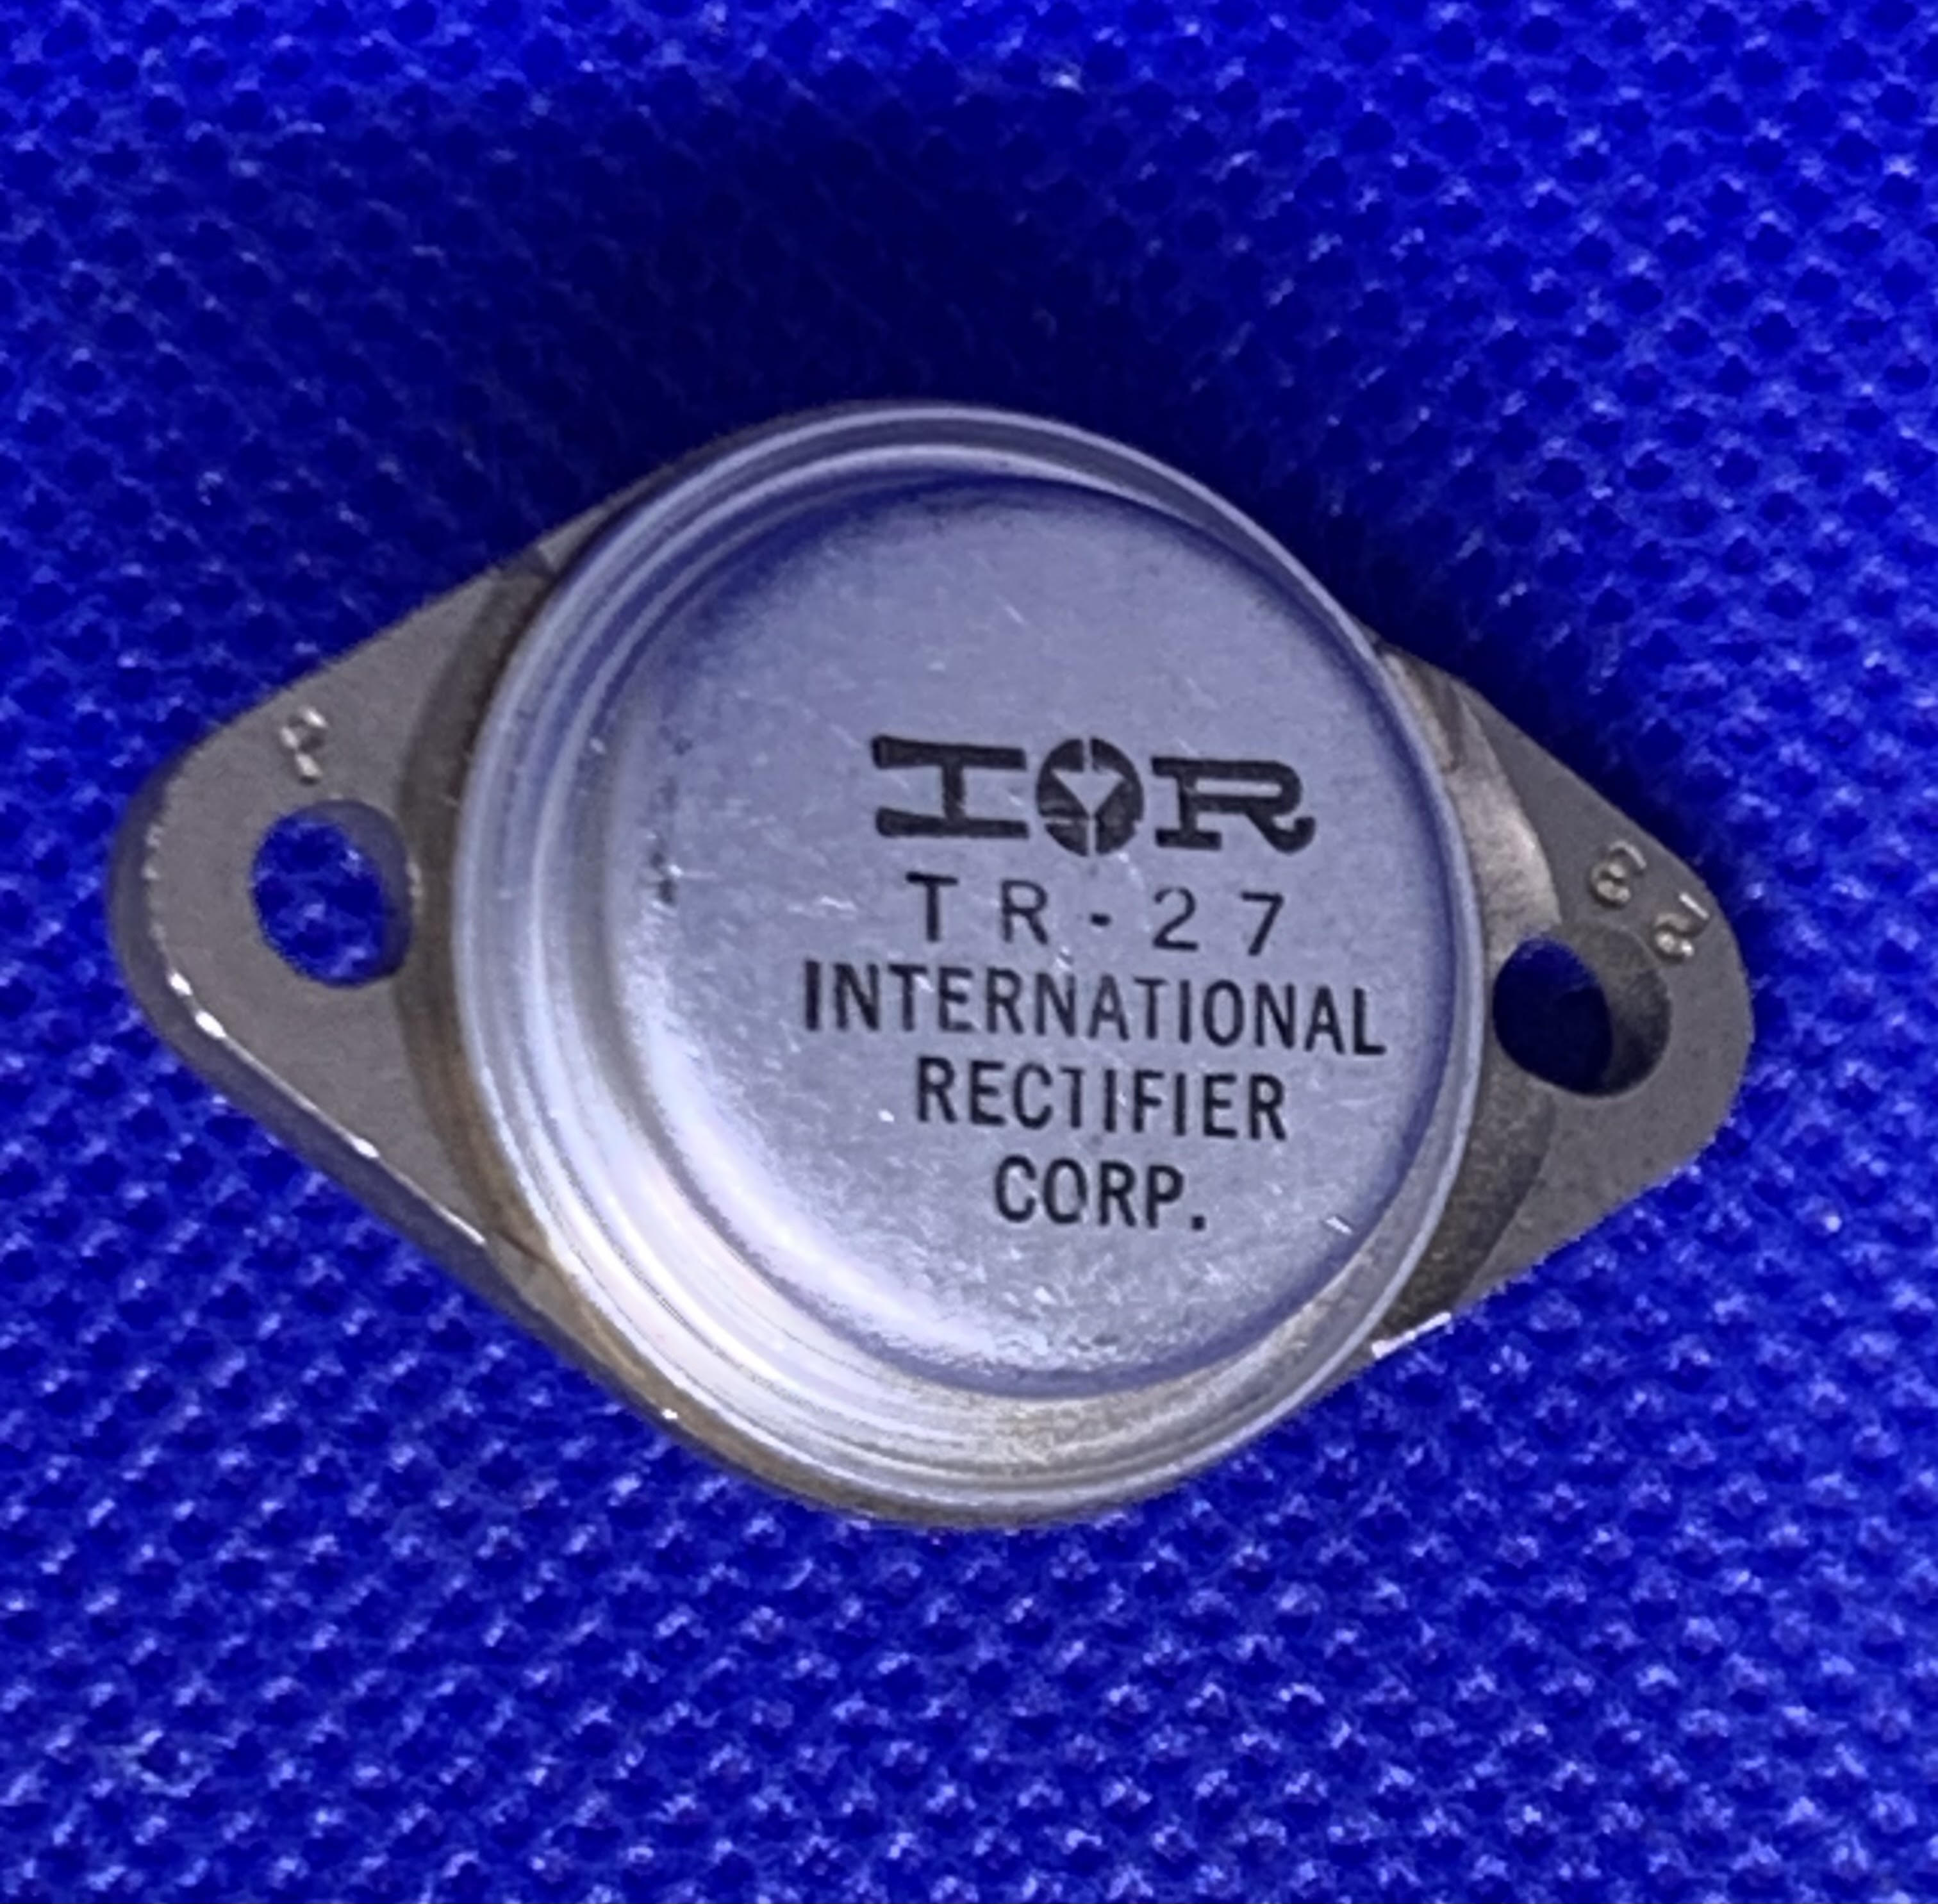 IOR
TR-27
INTERNATIONAL
RECTIFIER
CORP.